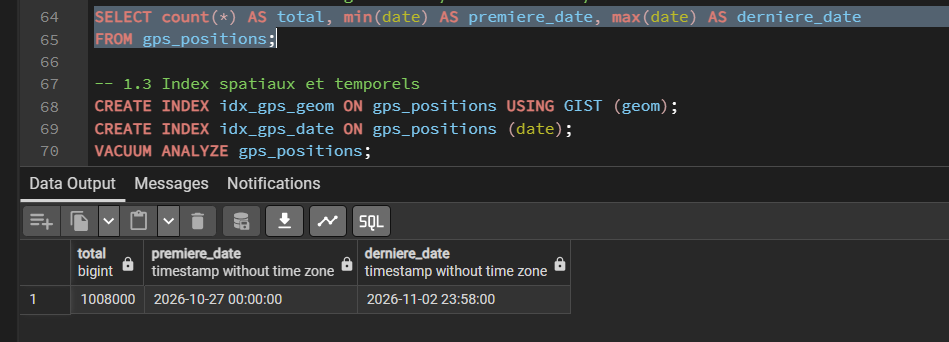 64 SELECT count(*) AS total, min(date) AS premiere_date, max(date) AS derniere_date
65 FROM gps_positions;
66
67 -- 1.3 Index spatiaux et temporels
68 CREATE INDEX idx_gps_geom ON gps_positions USING GIST (geom);
69 CREATE INDEX idx_gps_date ON gps_positions (date);
70 VACUUM ANALYZE gps_positions;
Data Output Messages Notifications
SQL
total premiere_date derniere_date
bigint timestamp without time zone timestamp without time zone
1 1008000 2026-10-27 00:00:00 2026-11-02 23:58:00